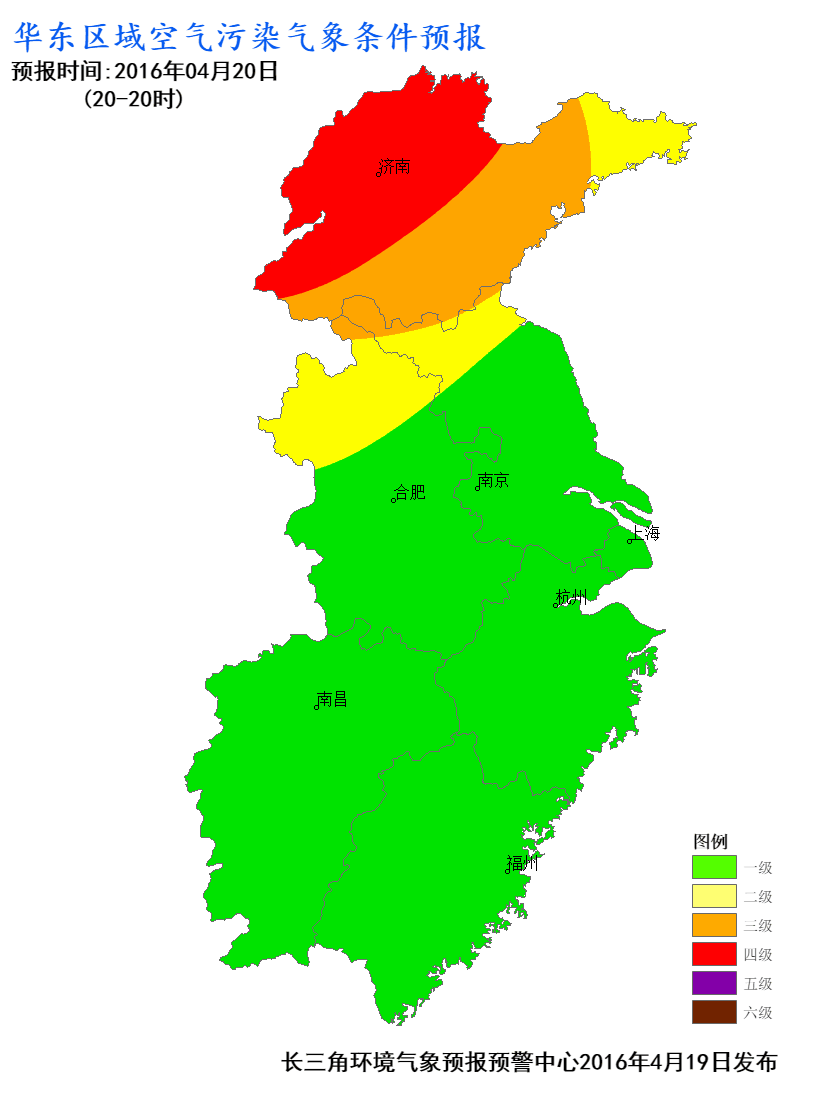 华东区域空气污染气象条件预报
预报时间:2016年04月20日
(20-20时)
济南
合肥
南京
上海
杭州
南昌
福州
图例
一级
二级
三级
四级
五级
六级
长三角环境气象预报预警中心2016年4月19日发布